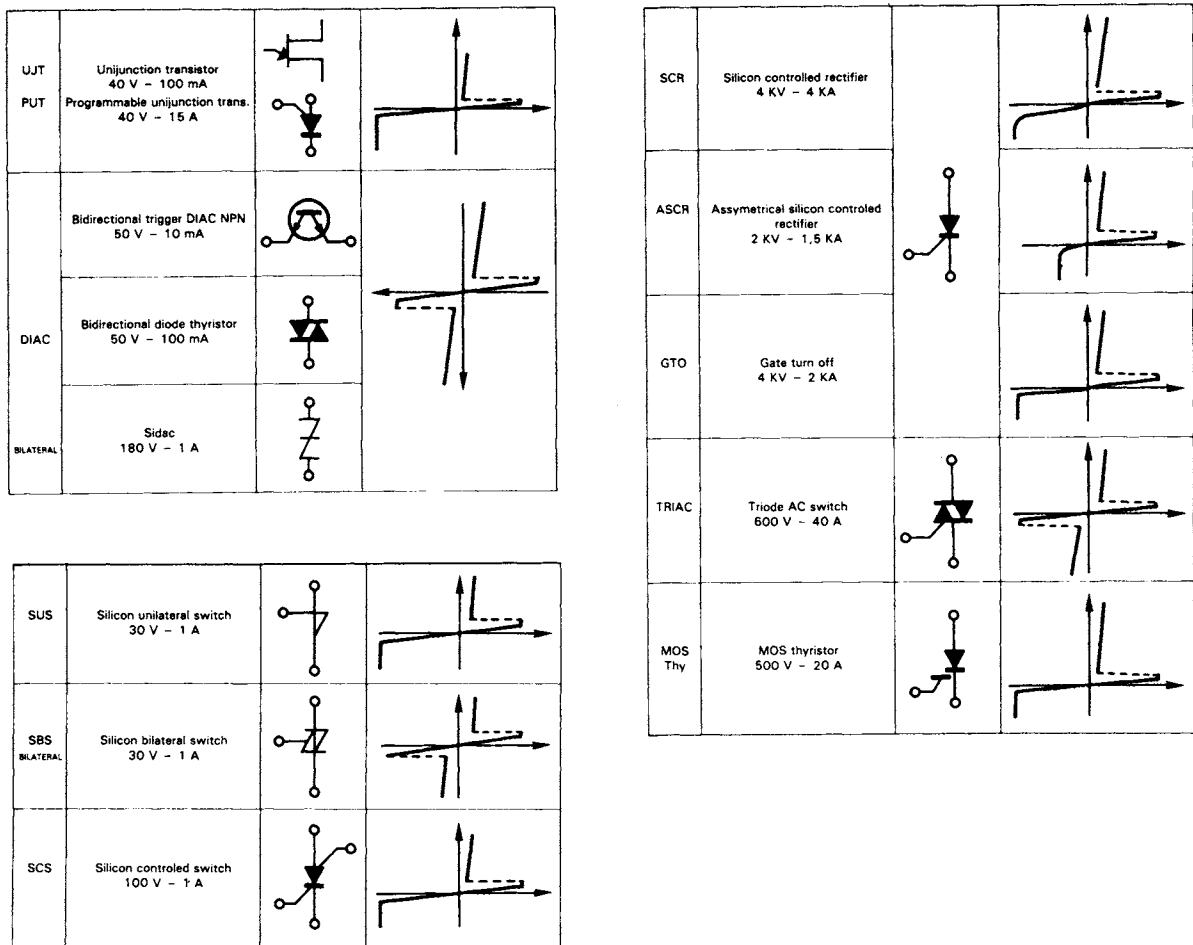 UJT
Unijunction transistor
40 V – 100 mA
PUT
Programmable unijunction trans.
40 V – 15 A
Bidirectional trigger DIAC NPN
50 V – 10 mA
DIAC
Bidirectional diode thyristor
50 V – 100 mA
BILATERAL
Sidac
180 V – 1 A
SUS
Silicon unilateral switch
30 V – 1 A
SBS
BILATERAL
Silicon bilateral switch
30 V – 1 A
SCS
Silicon controled switch
100 V – 1 A
SCR
Silicon controlled rectifier
4 KV – 4 KA
ASCR
Assymetrical silicon controled
rectifier
2 KV – 1,5 KA
GTO
Gate turn off
4 KV – 2 KA
TRIAC
Triode AC switch
600 V – 40 A
MOS
Thy
MOS thyristor
500 V – 20 A